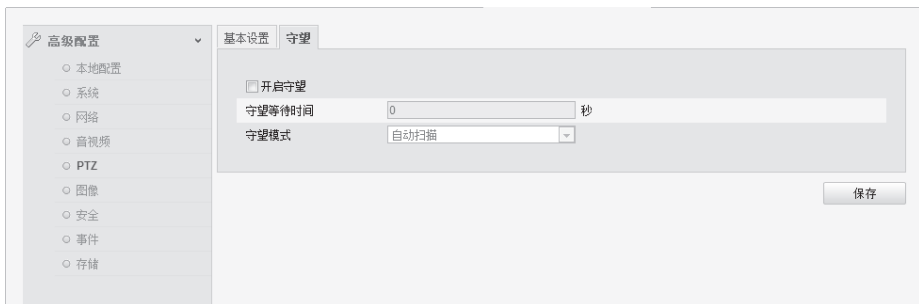 高级配置
本地配置
系统
网络
音视频
PTZ
图像
安全
事件
存储
基本设置 守望
开启守望
守望等待时间 0 秒
守望模式 自动扫描
保存